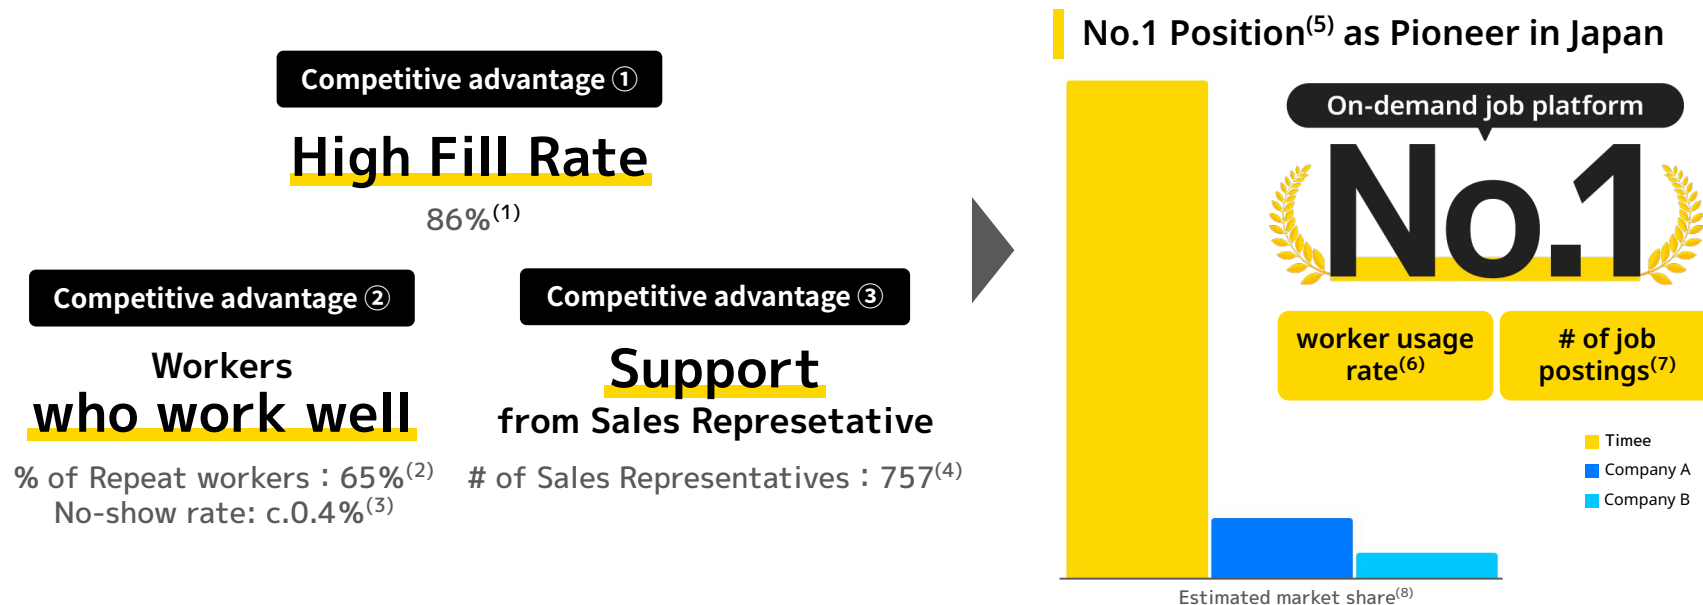 Competitive advantage ①
High Fill Rate
86%(1)
Competitive advantage ②
Workers
who work well
% of Repeat workers：65%(2)
No-show rate: c.0.4%(3)
Competitive advantage ③
Support
from Sales Represetative
# of Sales Representatives：757(4)
No.1 Position(5) as Pioneer in Japan
On-demand job platform
No.1
worker usage
rate(6)
# of job
postings(7)
Timee
Company A
Company B
Estimated market share(8)